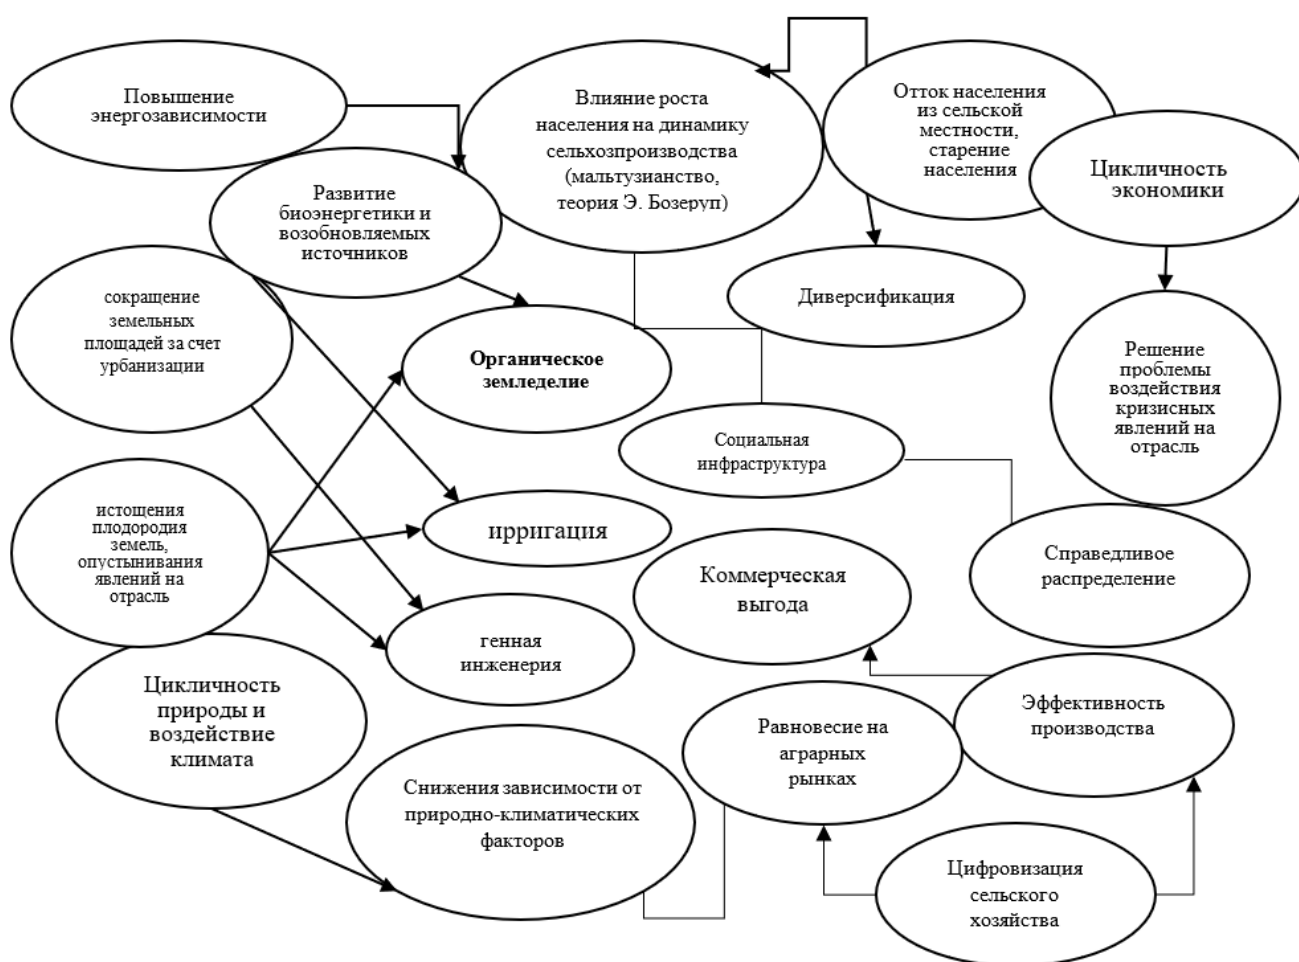 Повышение
энергозависимости
Влияние роста
населения на динамику
сельхозпроизводства
(мальтузианство,
теория Э. Бозеруп)
Отток населения
из сельской
местности,
старение
населения
Цикличность
экономики
Развитие
биоэнергетики и
возобновляемых
источников
Диверсификация
сокращение
земельных
площадей за счет
урбанизации
Органическое
земледелие
Решение
проблемы
воздействия
кризисных
явлений на
отрасль
Социальная
инфраструктура
истощения
плодородия
земель,
опустынивания
явлений на
отрасль
ирригация
Коммерческая
выгода
Справедливое
распределение
генная
инженерия
Цикличность
природы и
воздействие
климата
Равновесие на
аграрных
рынках
Эффективность
производства
Снижения зависимости от
природно-климатических
факторов
Цифровизация
сельского
хозяйства